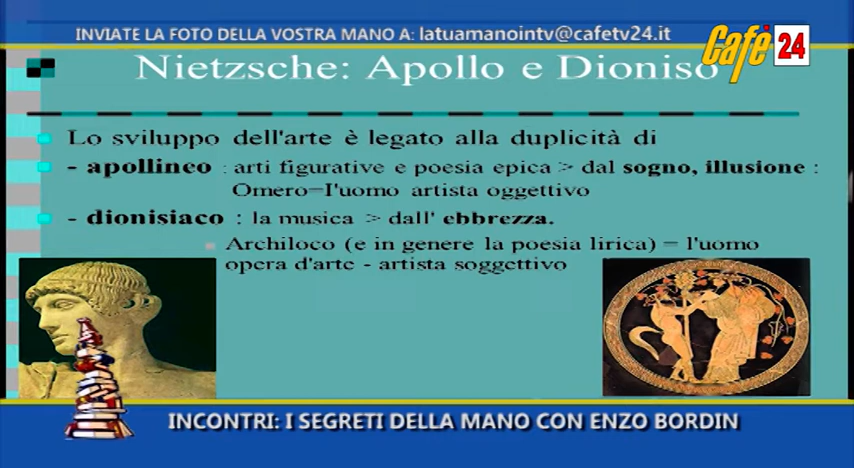 INVIATE LA FOTO DELLA VOSTRA MANO A: latuamanointv@cafetv24.it
Cafè 24
Nietzsche: Apollo e Dioniso
Lo sviluppo dell'arte è legato alla duplicità di
- apollineo : arti figurative e poesia epica > dal sogno, illusione :
Omero=l'uomo artista oggettivo
- dionisiaco : la musica > dall' ebbrezza.
Archiloco (e in genere la poesia lirica) = l'uomo
opera d'arte - artista soggettivo
INCONTRI: I SEGRETI DELLA MANO CON ENZO BORDIN